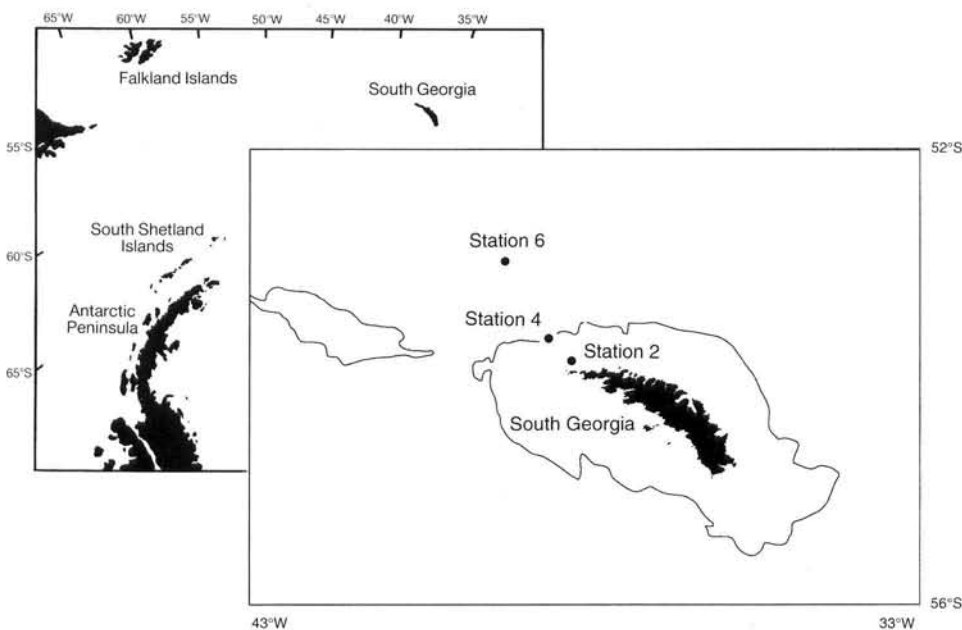 65°W 60°W 55°W 50°W 45°W 40°W 35°W
Falkland Islands
South Georgia
55°S
52°S
South Shetland
Islands
Station 6
60°S
Antarctic
Peninsula
Station 4
Station 2
65°S
South Georgia
56°S
43°W
33°W